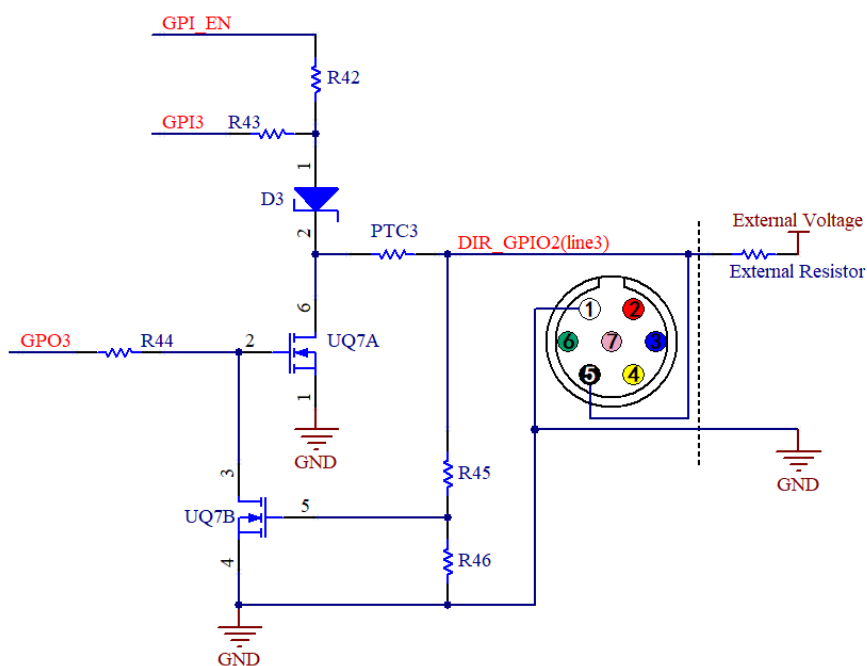 GPI_EN
R42
GPI3
R43
1
D3
2
PTC3
DIR_GPIO2(line3)
External Voltage
External Resistor
6
GPO3
R44
2
UQ7A
1
GND
1
2
6
7
3
5
4
GND
3
R45
UQ7B
5
4
R46
GND